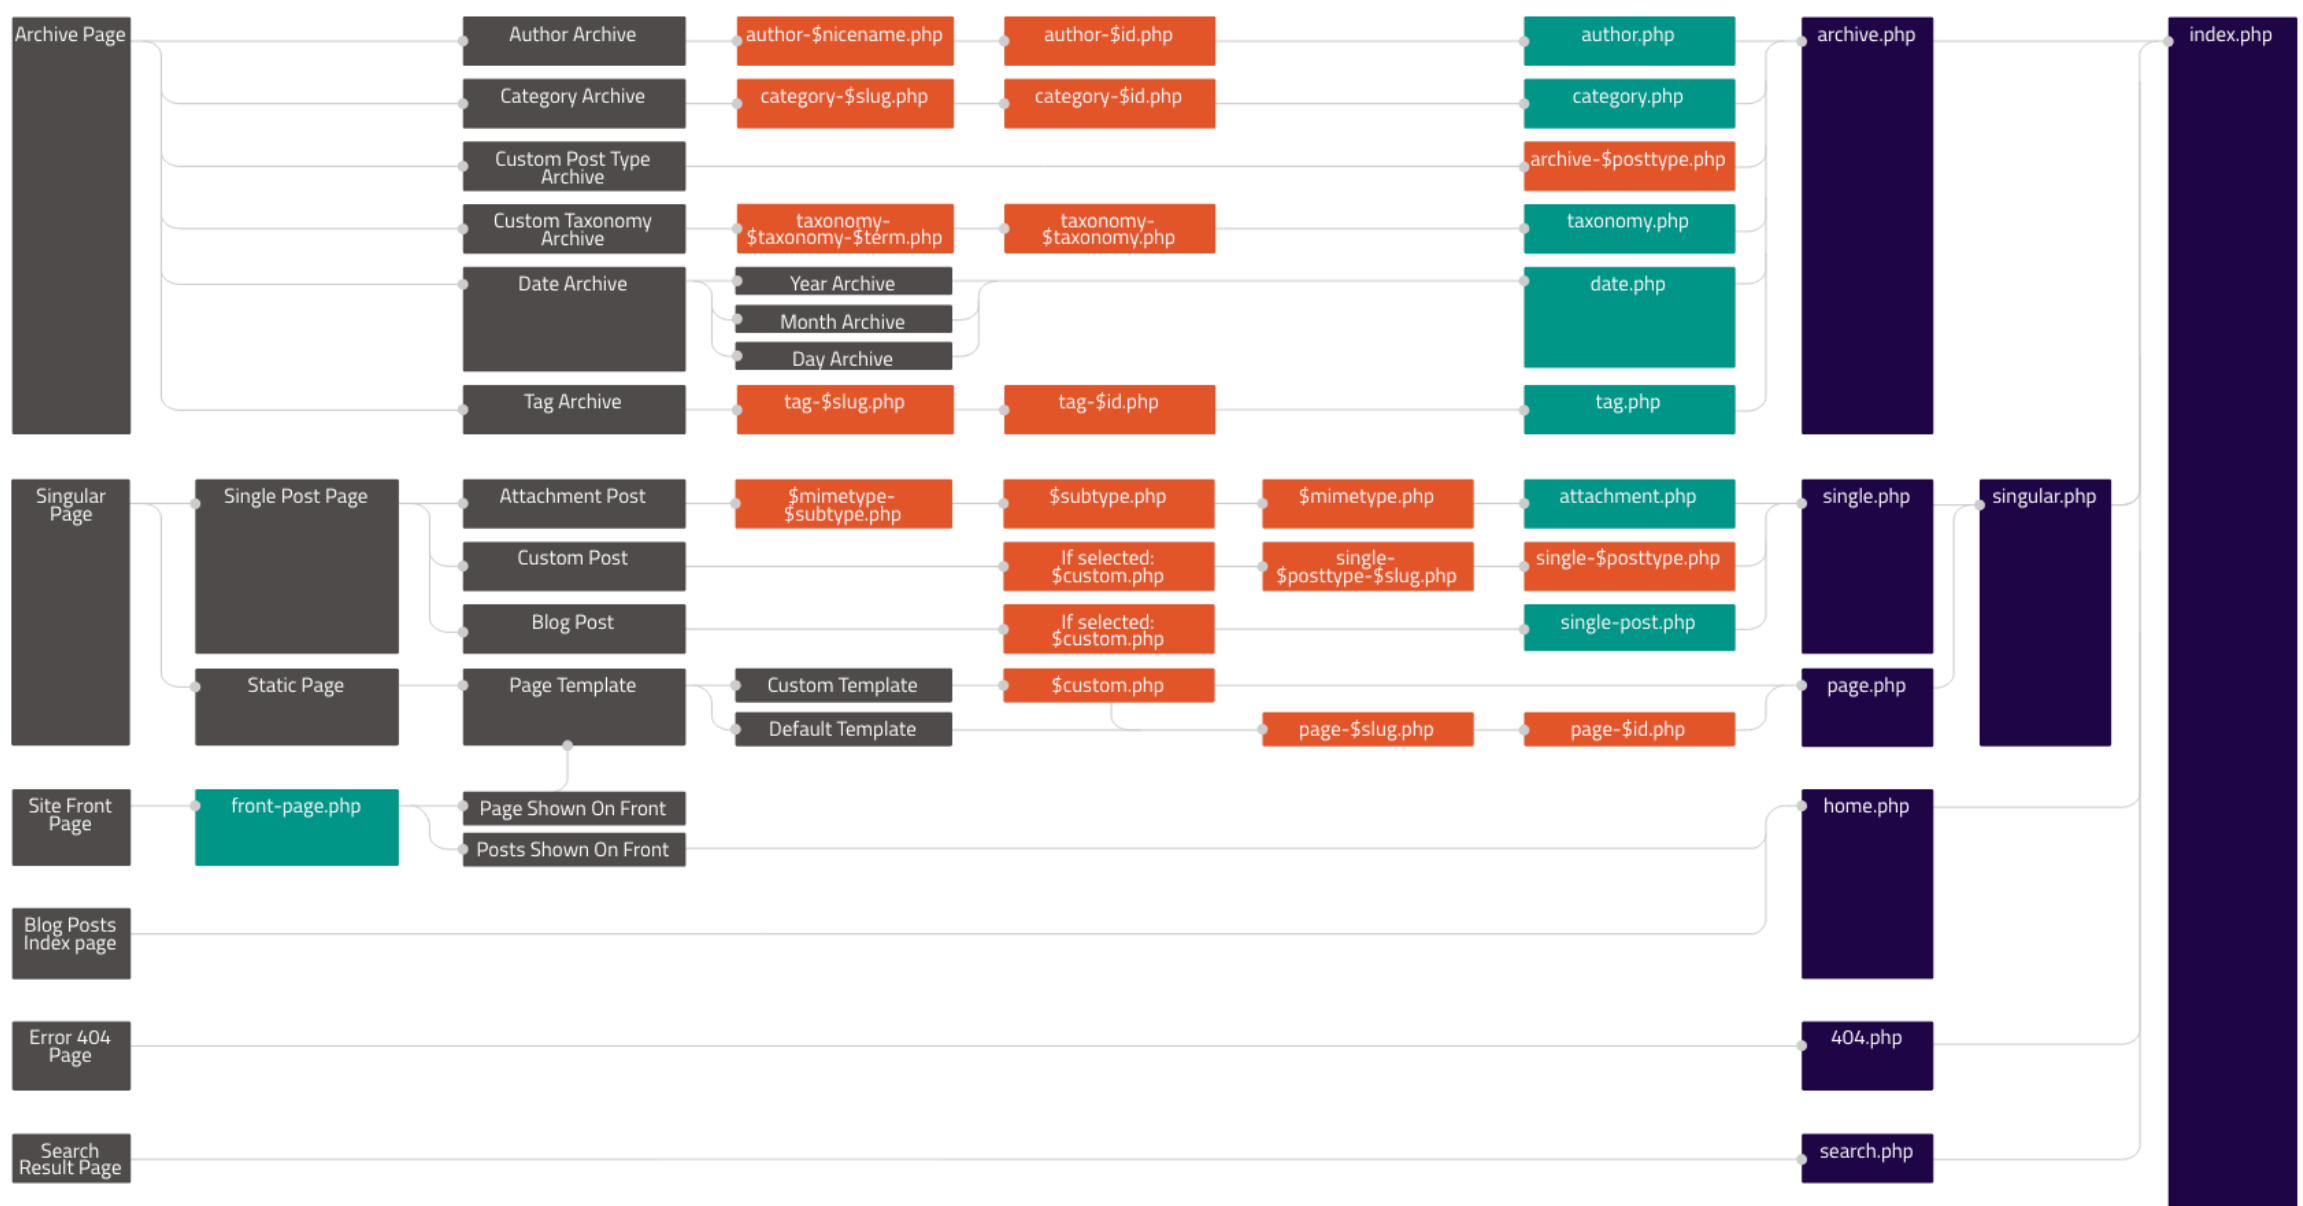 Archive Page
Author Archive
author-$nicename.php
author-$id.php
author.php
archive.php
index.php
Category Archive
category-$slug.php
category-$id.php
category.php
Custom Post Type
Archive
archive-$posttype.php
Custom Taxonomy
Archive
taxonomy-
$taxonomy-$term.php
taxonomy-
$taxonomy.php
taxonomy.php
Date Archive
Year Archive
Month Archive
Day Archive
date.php
Tag Archive
tag-$slug.php
tag-$id.php
tag.php
Singular
Page
Single Post Page
Attachment Post
$mimetype-
$subtype.php
$subtype.php
$mimetype.php
attachment.php
single.php
singular.php
Custom Post
If selected:
$custom.php
single-
$posttype-$slug.php
single-$posttype.php
Blog Post
If selected:
$custom.php
single-post.php
Static Page
Page Template
Custom Template
$custom.php
page.php
Default Template
page-$slug.php
page-$id.php
Site Front
Page
front-page.php
Page Shown On Front
Posts Shown On Front
home.php
Blog Posts
Index page
Error 404
Page
404.php
Search
Result Page
search.php